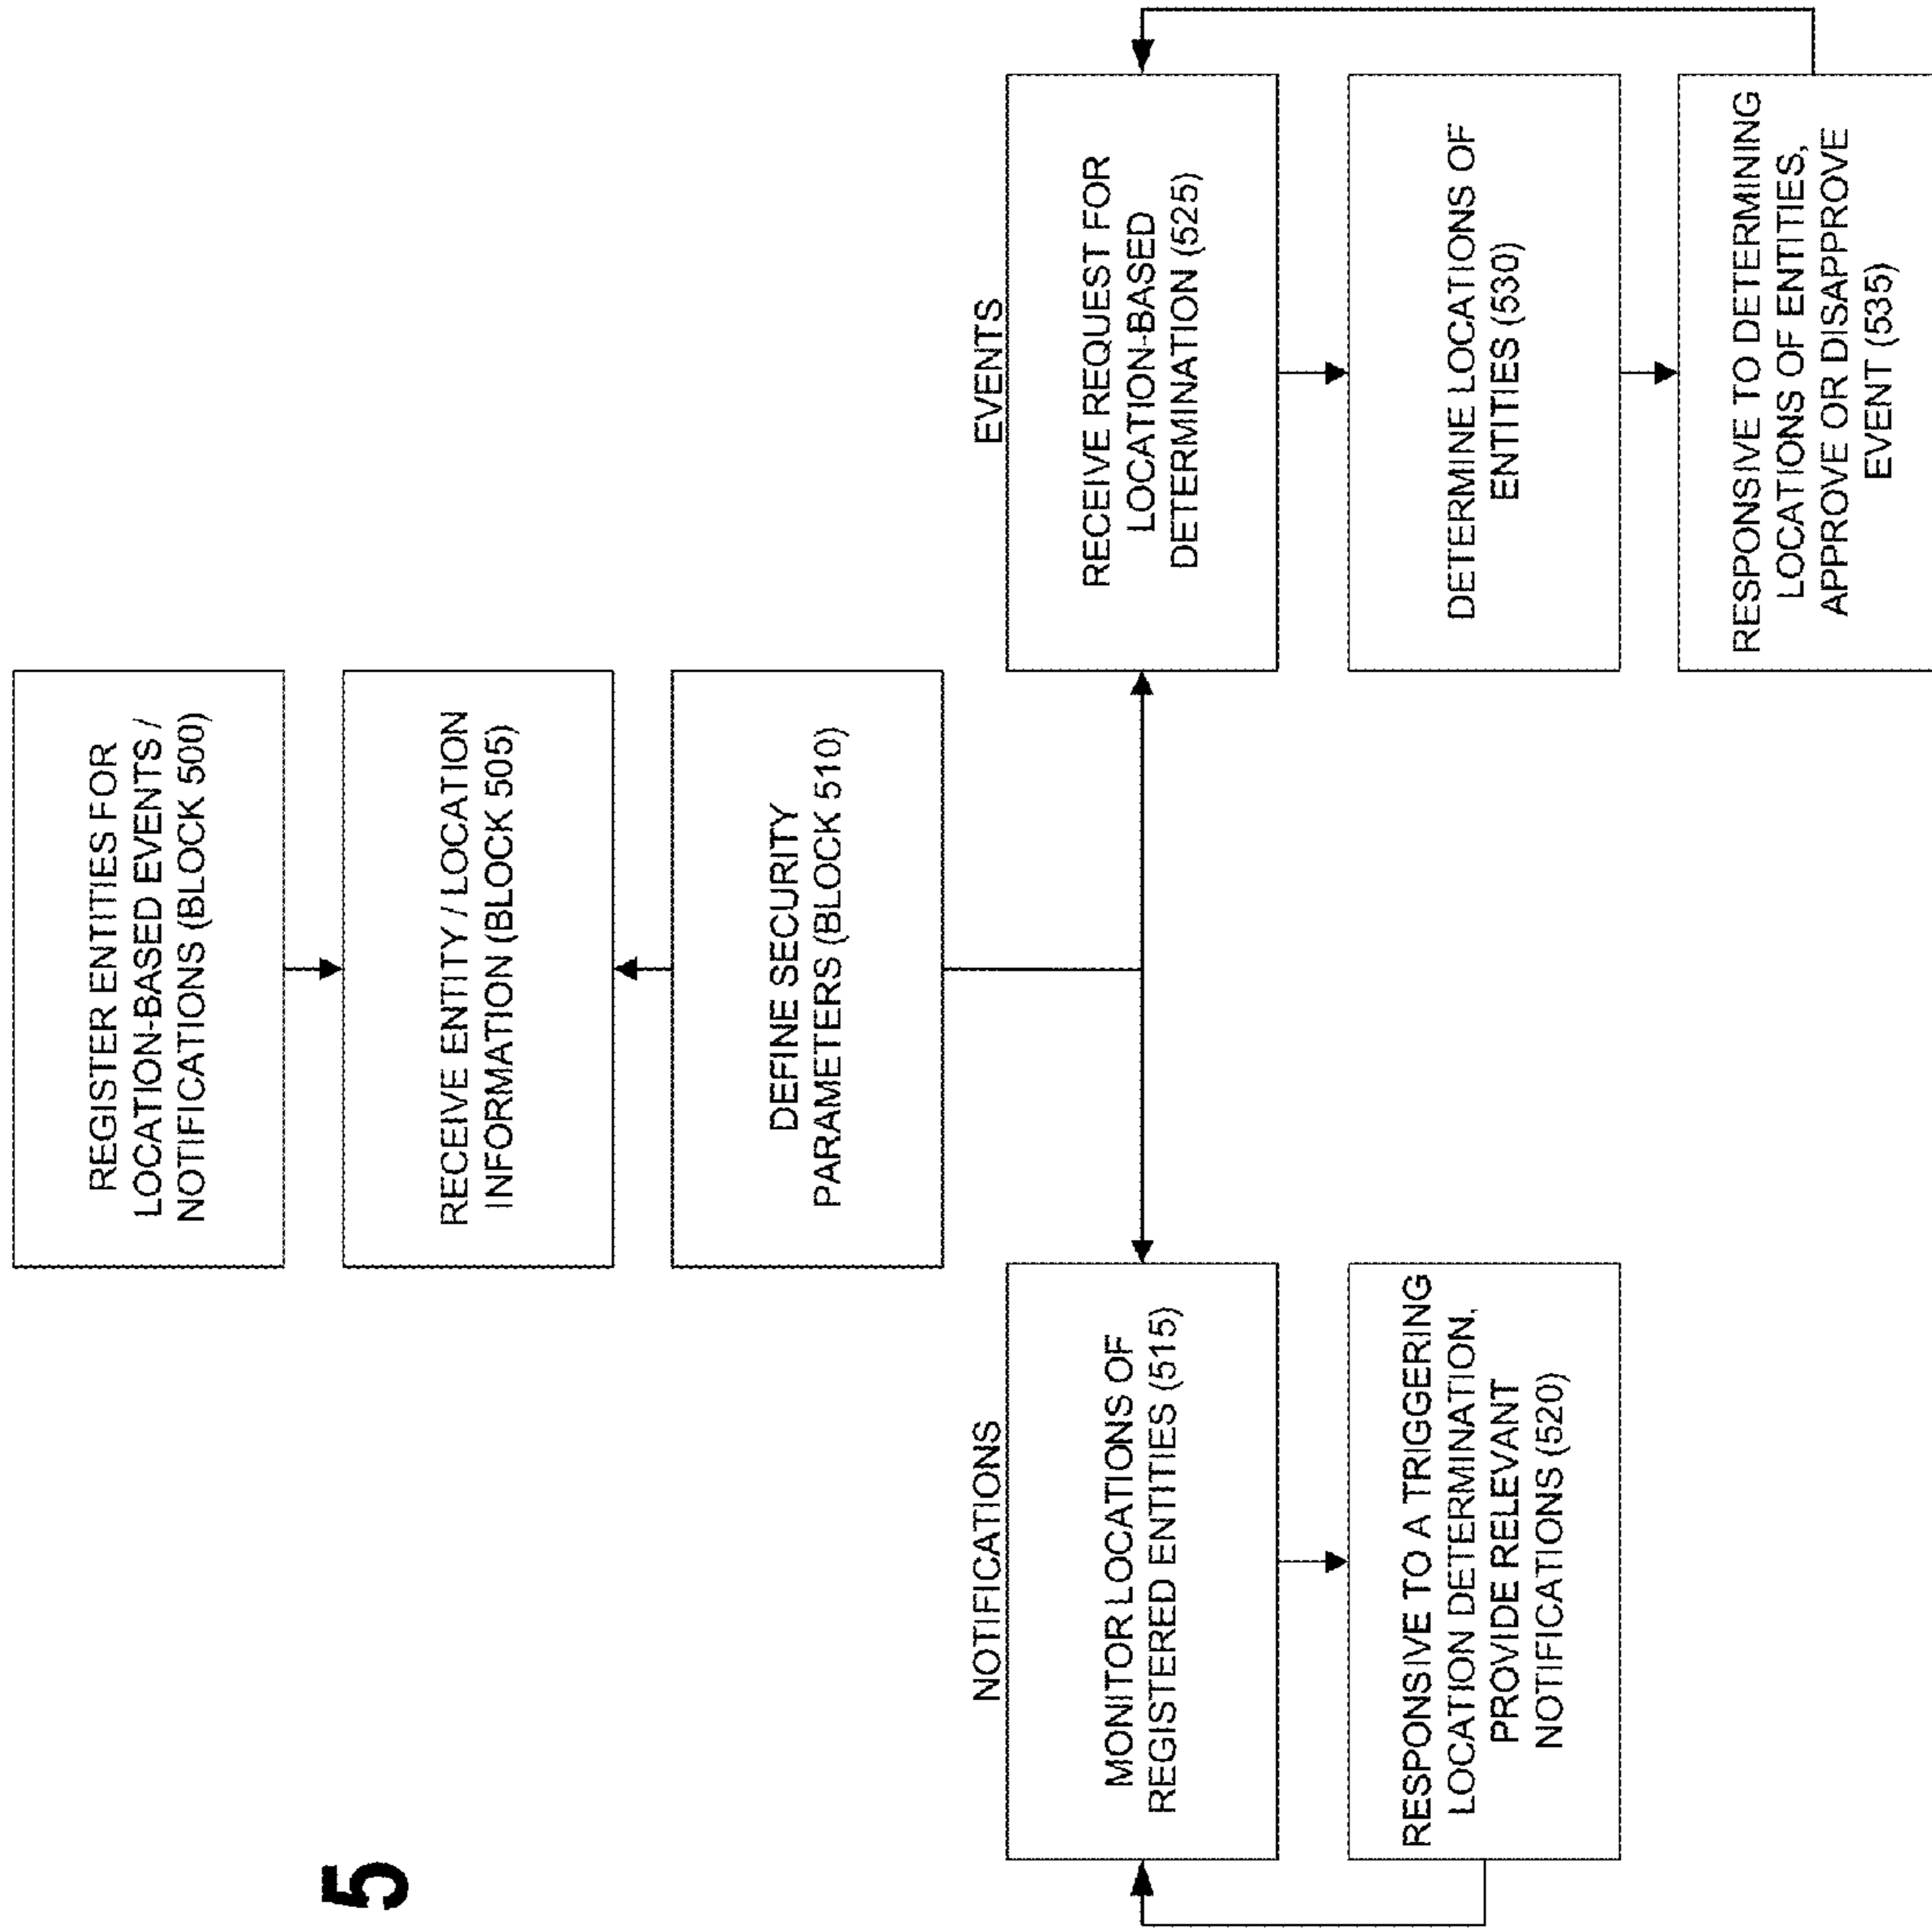 5
REGISTER ENTITIES FOR
LOCATION-BASED EVENTS /
NOTIFICATIONS (BLOCK 500)
RECEIVE ENTITY / LOCATION
INFORMATION (BLOCK 505)
DEFINE SECURITY
PARAMETERS (BLOCK 510)
NOTIFICATIONS
MONITOR LOCATIONS OF
REGISTERED ENTITIES (515)
RESPONSIVE TO A TRIGGERING
LOCATION DETERMINATION,
PROVIDE RELEVANT
NOTIFICATIONS (520)
EVENTS
RECEIVE REQUEST FOR
LOCATION-BASED
DETERMINATION (525)
DETERMINE LOCATIONS OF
ENTITIES (530)
RESPONSIVE TO DETERMINING
LOCATIONS OF ENTITIES,
APPROVE OR DISAPPROVE
EVENT (535)